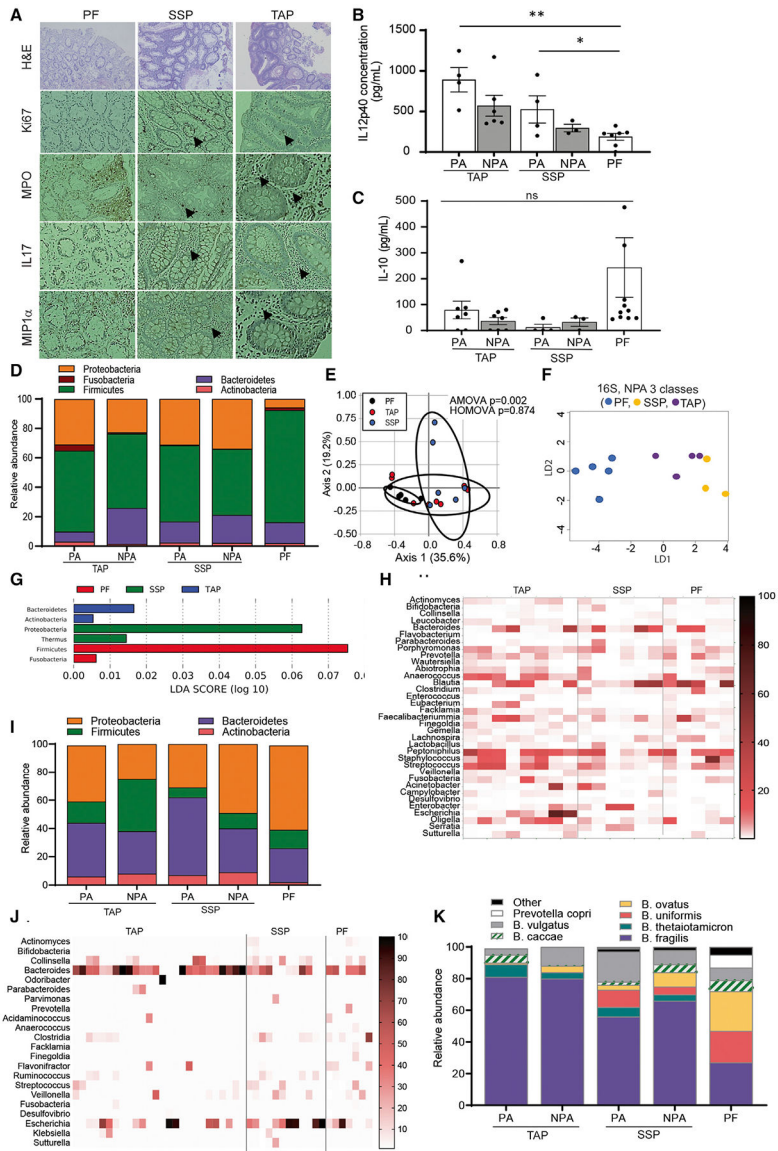 A
PF
SSP
TAP
H&E
Ki67
MPO
IL17
MIP1α
B
**
*
IL12p40 concentration
(pg/mL)
1500
1000
500
0
PA
NPA
PA
NPA
PF
TAP
SSP
C
ns
IL-10 (pg/mL)
500
400
300
200
100
0
PA
NPA
PA
NPA
PF
TAP
SSP
D
Proteobacteria
Fusobacteria
Firmicutes
Bacteroidetes
Actinobacteria
Relative abundance
100
80
60
40
20
0
PA
NPA
PA
NPA
PF
TAP
SSP
E
PF
TAP
SSP
AMOVA p=0.002
HOMOVA p=0.874
Axis 2 (19.2%)
1.00
0.75
0.50
0.25
0.00
-0.25
-0.50
-0.8
-0.4
0.0
0.4
0.8
Axis 1 (35.6%)
F
16S, NPA 3 classes
(PF, SSP, TAP)
LD2
4
2
0
-2
-4
-4
-2
0
2
4
LD1
G
PF
SSP
TAP
Bacteroidetes
Actinobacteria
Proteobacteria
Thermus
Firmicutes
Fusobacteria
0.00
0.01
0.02
0.03
0.04
0.05
0.06
0.07
LDA SCORE (log 10)
H
TAP
SSP
PF
Actinomyces
Bifidobacteria
Collinsella
Leucobacter
Bacteroides
Flavobacterium
Parabacteroides
Porphyromonas
Prevotella
Wautersiella
Abiotrophia
Anaerococcus
Blautia
Clostridium
Enterococcus
Eubacterium
Facklamia
Faecalibacteriummia
Finegoldia
Gemella
Lachnospira
Lactobacillus
Peptoniphilus
Staphylococcus
Streptococcus
Veillonella
Fusobacteria
Acinetobacter
Campylobacter
Desulfovibrio
Enterobacter
Escherichia
Oligella
Serratia
Sutturella
100
90
80
70
60
50
40
30
20
10
I
Proteobacteria
Firmicutes
Bacteroidetes
Actinobacteria
Relative abundance
100
80
60
40
20
0
PA
NPA
PA
NPA
PF
TAP
SSP
J
TAP
SSP
PF
Actinomyces
Bifidobacteria
Collinsella
Bacteroides
Odoribacter
Parabacteroides
Parvimonas
Prevotella
Acidaminococcus
Anaerococcus
Clostridia
Facklamia
Finegoldia
Flavonifractor
Ruminococcus
Streptococcus
Veillonella
Fusobacteria
Desulfovibrio
Escherichia
Klebsiella
Sutturella
100
90
80
70
60
50
40
30
20
10
K
Other
Prevotella copri
B. vulgatus
B. caccae
B. ovatus
B. uniformis
B. thetaiotamicron
B. fragilis
Relative abundance
100
80
60
40
20
0
PA
NPA
PA
NPA
PF
TAP
SSP